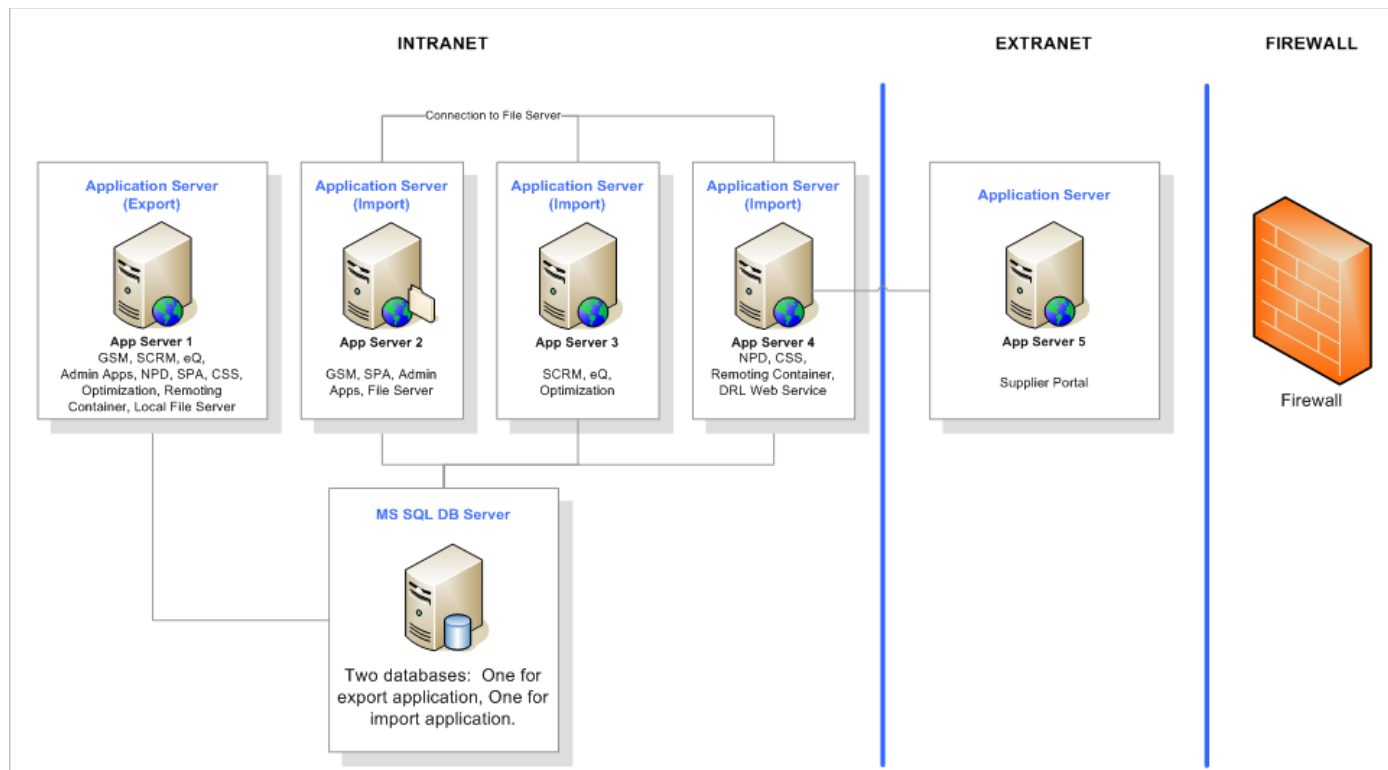 INTRANET
EXTRANET
FIREWALL
Connection to File Server
Application Server
(Export)
App Server 1
GSM, SCRM, eQ,
Admin Apps, NPD, SPA, CSS,
Optimization, Remoting
Container, Local File Server
Application Server
(Import)
App Server 2
GSM, SPA, Admin
Apps, File Server
Application Server
(Import)
App Server 3
SCRM, eQ,
Optimization
Application Server
(Import)
App Server 4
NPD, CSS,
Remoting Container,
DRL Web Service
Application Server
App Server 5
Supplier Portal
Firewall
MS SQL DB Server
Two databases: One for
export application, One for
import application.